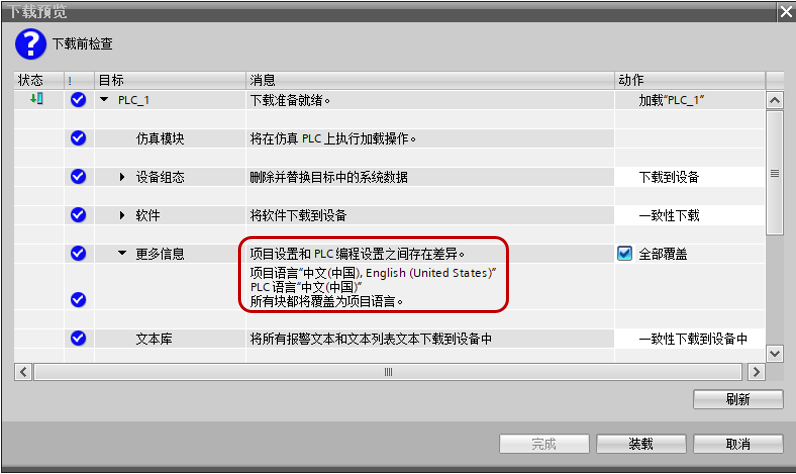 下载预览
下载前检查
状态 ! 目标 消息 动作
PLC_1 下载准备就绪。 加载"PLC_1"
仿真模块 将在仿真 PLC 上执行加载操作。
设备组态 删除并替换目标中的系统数据 下载到设备
软件 将软件下载到设备 一致性下载
更多信息 项目设置和 PLC 编程设置之间存在差异。 全部覆盖
项目语言"中文(中国), English (United States)"
PLC 语言"中文(中国)"
所有块都将覆盖为项目语言。
文本库 将所有报警文本和文本列表文本下载到设备中 一致性下载到设备中
刷新
完成 装载 取消